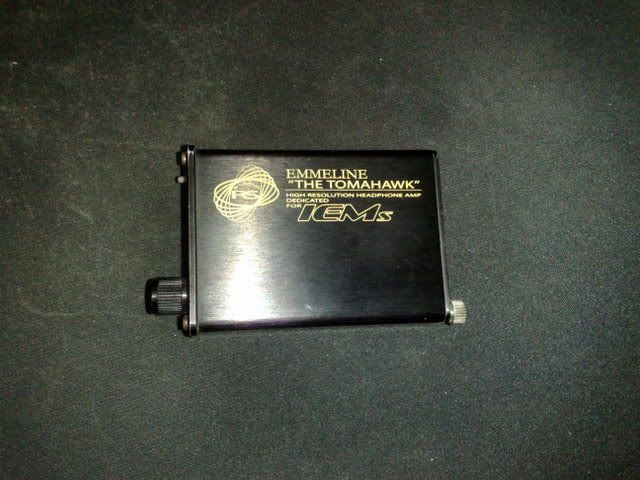 EMMELINE
"THE TOMAHAWK"
HIGH RESOLUTION HEADPHONE AMP
DEDICATED
FOR IEMs